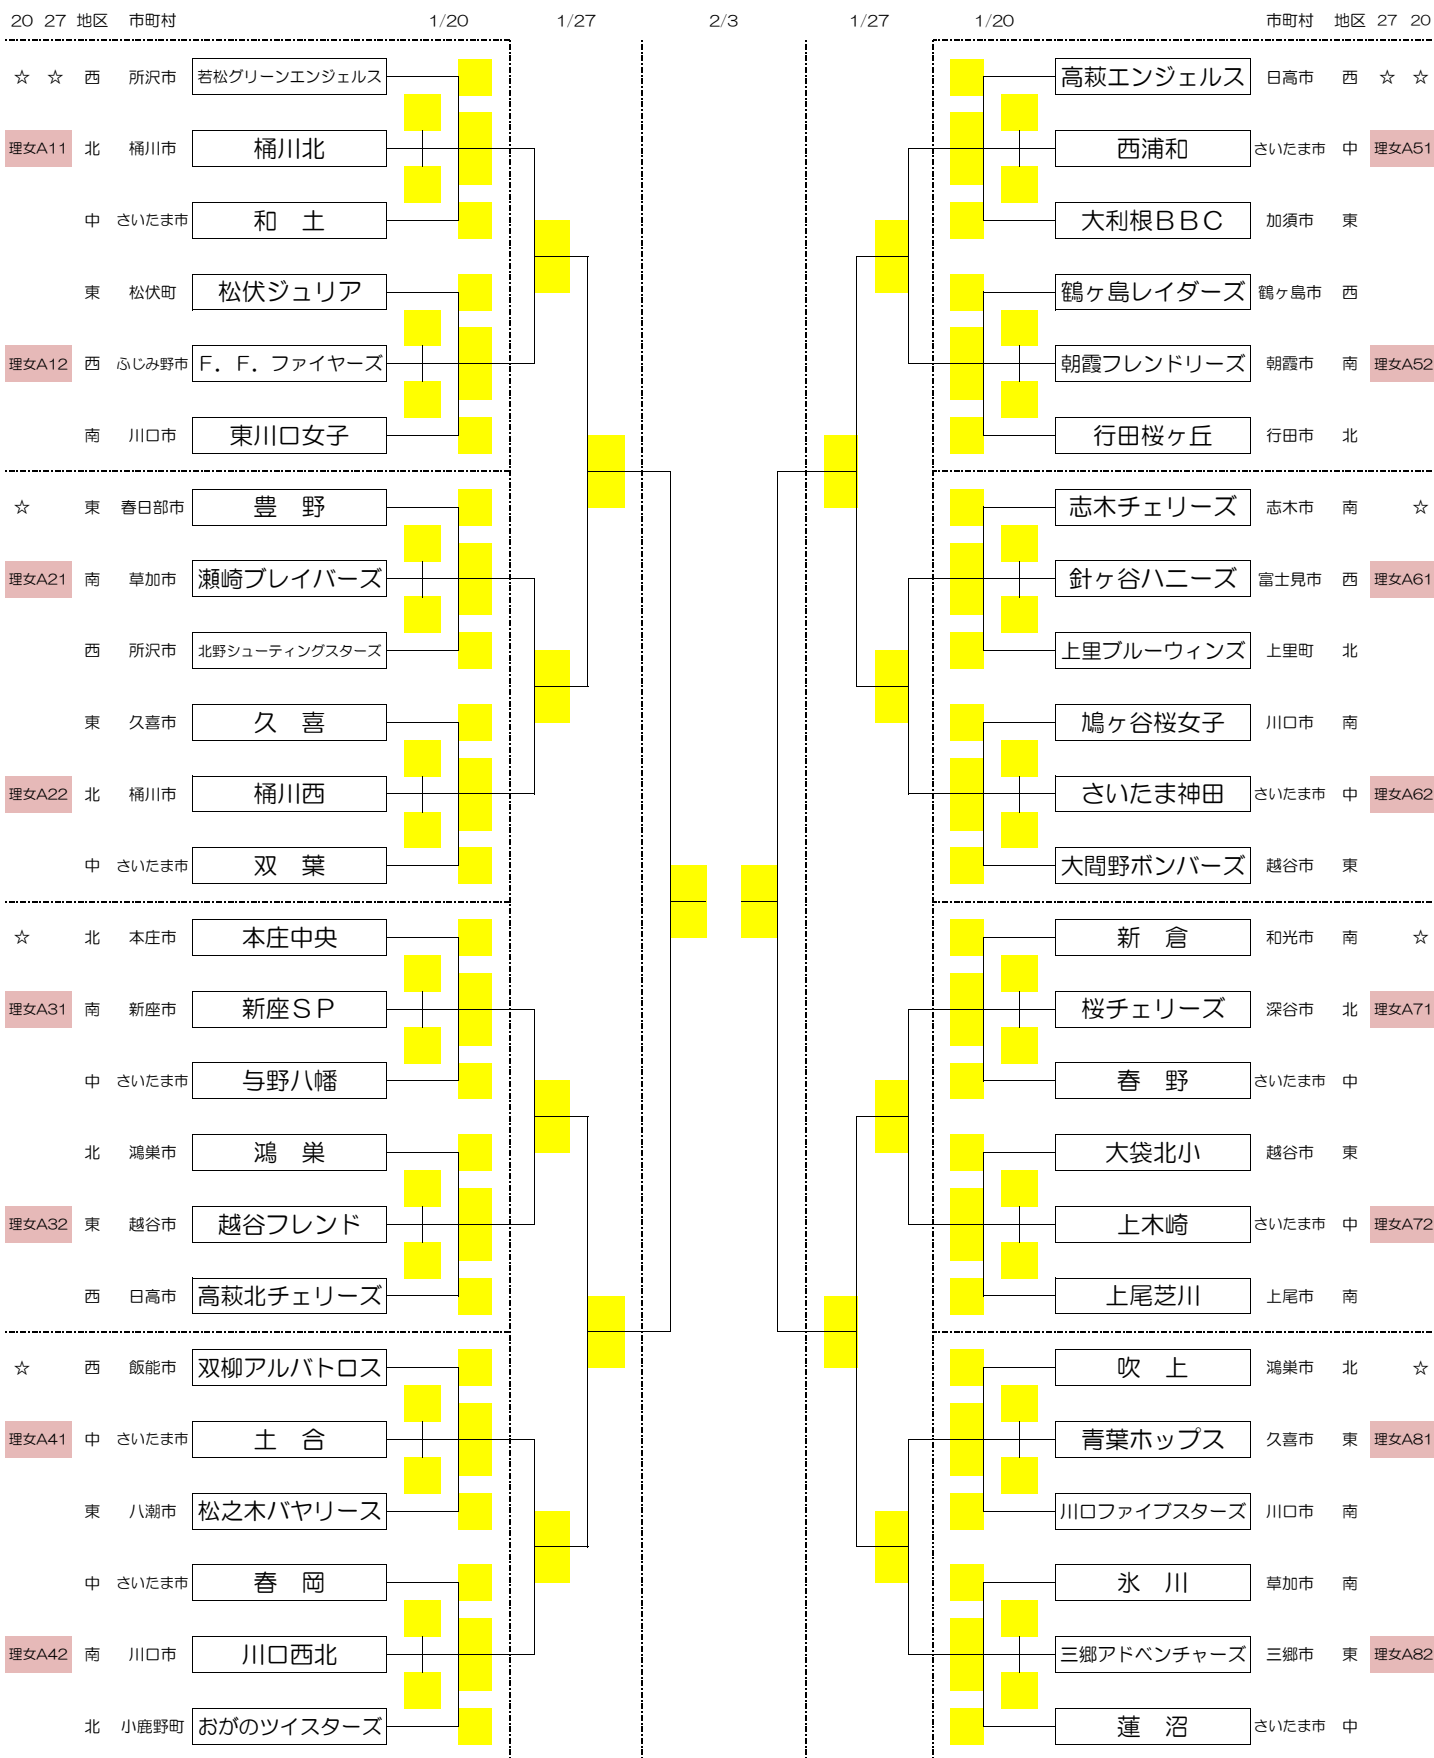 20 27 地区 市町村 1/20 1/27 2/3 1/27 1/20 市町村 地区 27 20
☆ ☆ 西 所沢市 若松グリーンエンジェルス 高萩エンジェルス 日高市 西 ☆ ☆
理女A11 北 桶川市 桶川北 西浦和 さいたま市 中 理女A51
中 さいたま市 和　土 大利根ＢＢＣ 加須市 東
東 松伏町 松伏ジュリア 鶴ヶ島レイダーズ 鶴ヶ島市 西
理女A12 西 ふじみ野市 Ｆ．Ｆ．ファイヤーズ 朝霞フレンドリーズ 朝霞市 南 理女A52
南 川口市 東川口女子 行田桜ヶ丘 行田市 北
☆ 東 春日部市 豊　野 志木チェリーズ 志木市 南 ☆
理女A21 南 草加市 瀬崎ブレイバーズ 針ヶ谷ハニーズ 富士見市 西 理女A61
西 所沢市 北野シューティングスターズ 上里ブルーウィンズ 上里町 北
東 久喜市 久　喜 鳩ヶ谷桜女子 川口市 南
理女A22 北 桶川市 桶川西 さいたま神田 さいたま市 中 理女A62
中 さいたま市 双　葉 大間野ボンバーズ 越谷市 東
☆ 北 本庄市 本庄中央 新　倉 和光市 南 ☆
理女A31 南 新座市 新座ＳＰ 桜チェリーズ 深谷市 北 理女A71
中 さいたま市 与野八幡 春　野 さいたま市 中
北 鴻巣市 鴻　巣 大袋北小 越谷市 東
理女A32 東 越谷市 越谷フレンド 上木崎 さいたま市 中 理女A72
西 日高市 高萩北チェリーズ 上尾芝川 上尾市 南
☆ 西 飯能市 双柳アルバトロス 吹　上 鴻巣市 北 ☆
理女A41 中 さいたま市 土　合 青葉ホップス 久喜市 東 理女A81
東 八潮市 松之木バヤリース 川口ファイブスターズ 川口市 南
中 さいたま市 春　岡 氷　川 草加市 南
理女A42 南 川口市 川口西北 三郷アドベンチャーズ 三郷市 東 理女A82
北 小鹿野町 おがのツイスターズ 蓮　沼 さいたま市 中